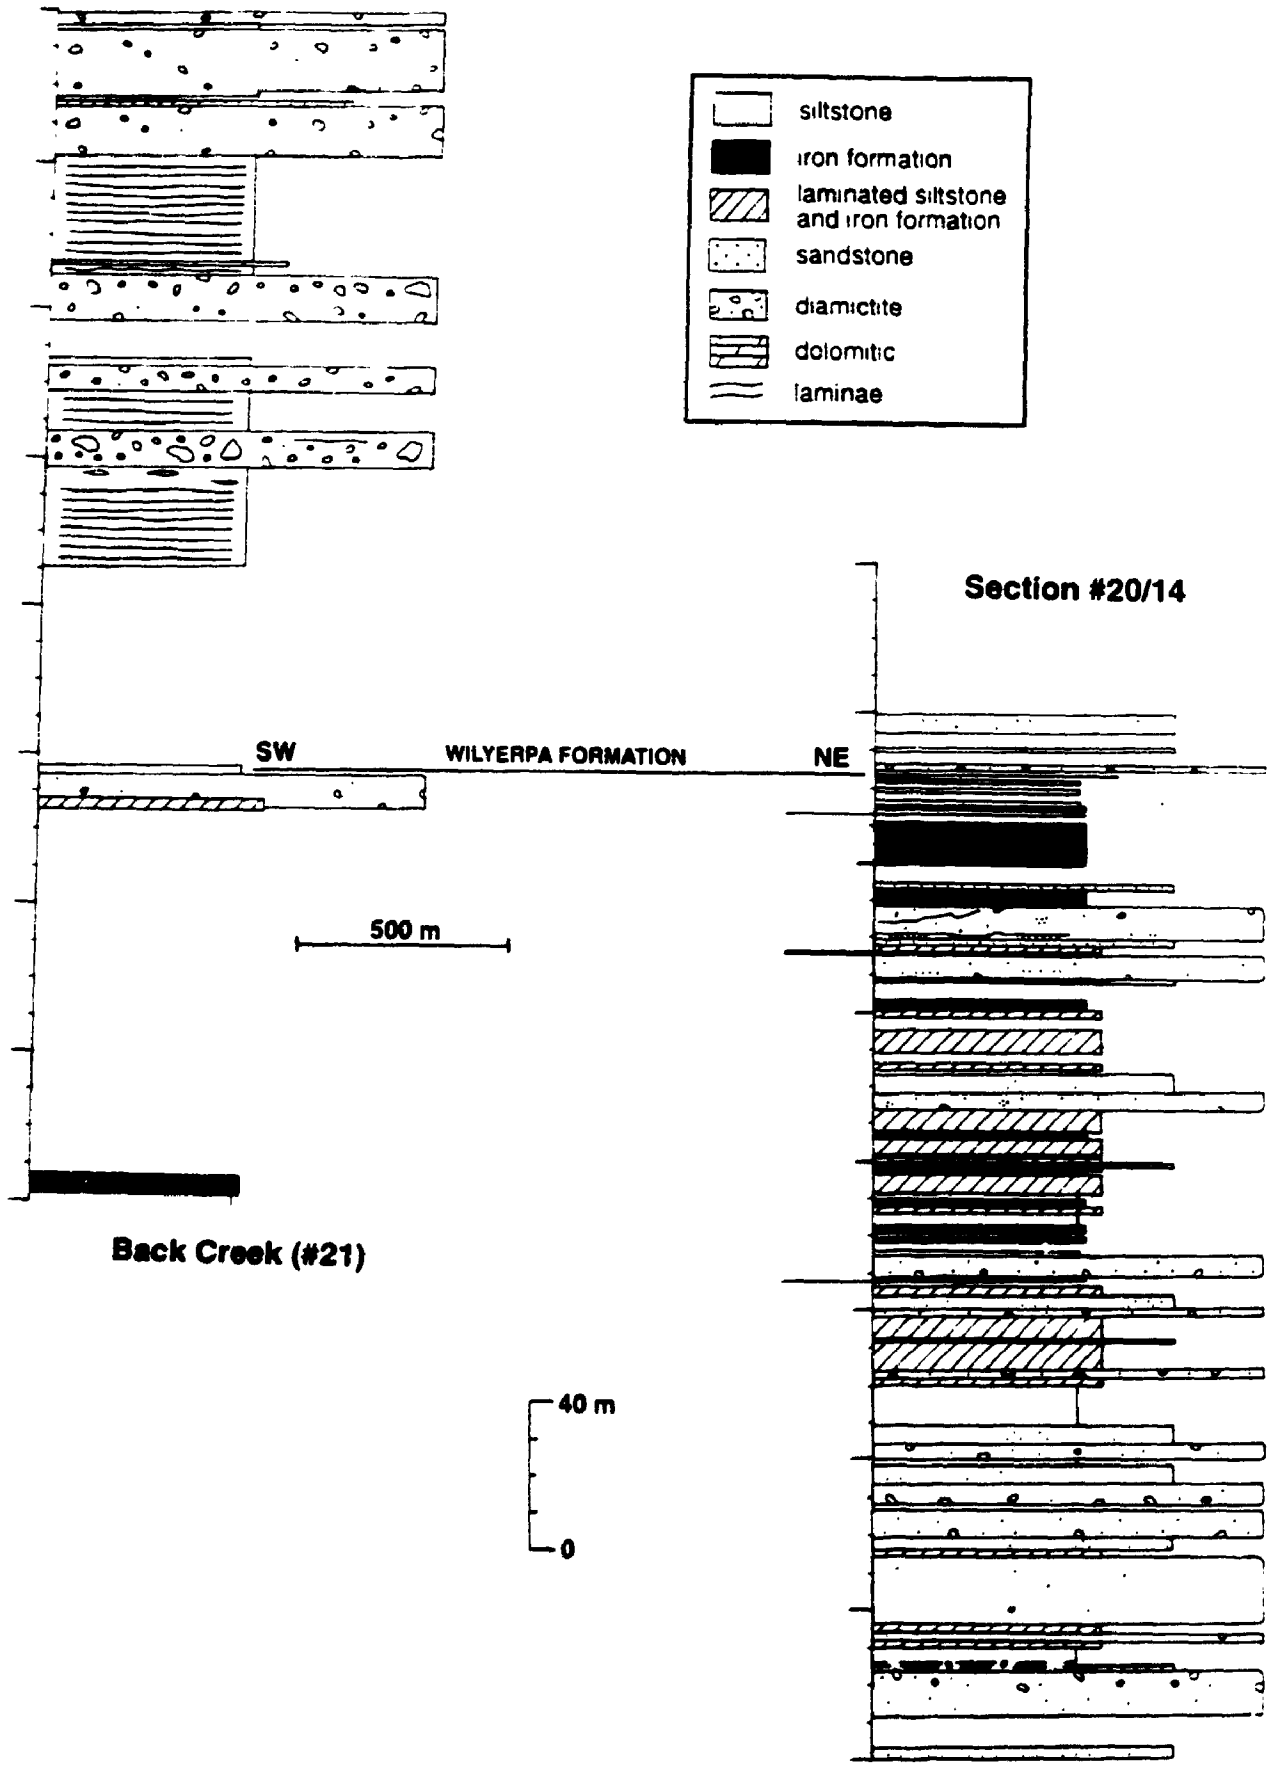 siltstone
iron formation
laminated siltstone
and iron formation
sandstone
diamictite
dolomitic
laminae
Section #20/14
SW WILYERPA FORMATION NE
500 m
Back Creek (#21)
40 m
0